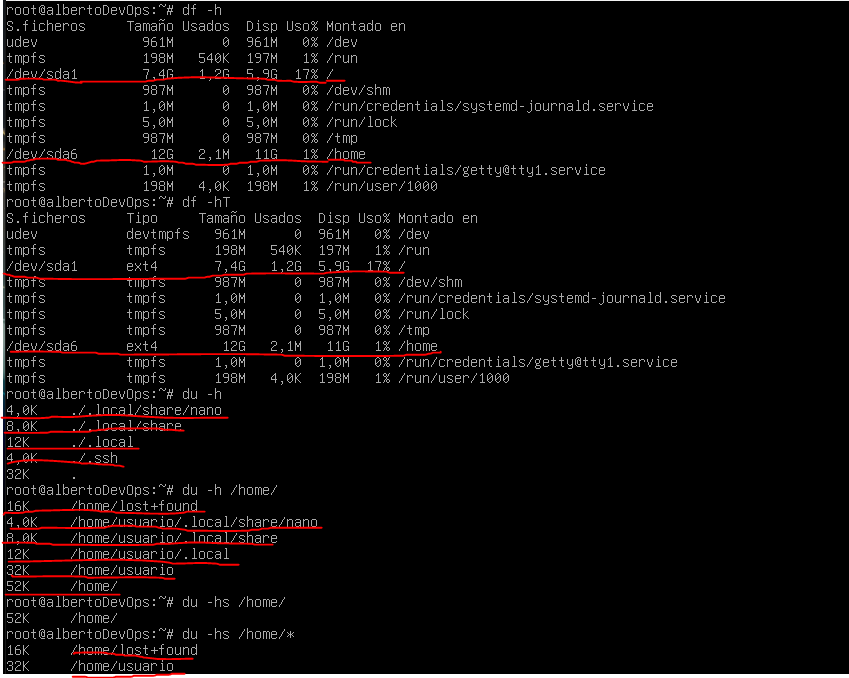 root@albertoDevOps:~# df -h
S.ficheros     Tamaño Usados  Disp Uso% Montado en
udev             961M      0  961M   0% /dev
tmpfs            198M   540K  197M   1% /run
/dev/sda1        7,4G   1,2G  5,9G  17% /
tmpfs            987M      0  987M   0% /dev/shm
tmpfs            1,0M      0  1,0M   0% /run/credentials/systemd-journald.service
tmpfs            5,0M      0  5,0M   0% /run/lock
tmpfs            987M      0  987M   0% /tmp
/dev/sda6         12G   2,1M   11G   1% /home
tmpfs            1,0M      0  1,0M   0% /run/credentials/getty@tty1.service
tmpfs            198M   4,0K  198M   1% /run/user/1000
root@albertoDevOps:~# df -hT
S.ficheros     Tipo     Tamaño Usados  Disp Uso% Montado en
udev           devtmpfs   961M      0  961M   0% /dev
tmpfs          tmpfs      198M   540K  197M   1% /run
/dev/sda1      ext4       7,4G   1,2G  5,9G  17% /
tmpfs          tmpfs      987M      0  987M   0% /dev/shm
tmpfs          tmpfs      1,0M      0  1,0M   0% /run/credentials/systemd-journald.service
tmpfs          tmpfs      5,0M      0  5,0M   0% /run/lock
tmpfs          tmpfs      987M      0  987M   0% /tmp
/dev/sda6      ext4        12G   2,1M   11G   1% /home
tmpfs          tmpfs      1,0M      0  1,0M   0% /run/credentials/getty@tty1.service
tmpfs          tmpfs      198M   4,0K  198M   1% /run/user/1000
root@albertoDevOps:~# du -h
4,0K    ./.local/share/nano
8,0K    ./.local/share
12K     ./.local
4,0K    ./.ssh
32K     .
root@albertoDevOps:~# du -h /home/
16K     /home/lost+found
4,0K    /home/usuario/.local/share/nano
8,0K    /home/usuario/.local/share
12K     /home/usuario/.local
32K     /home/usuario
52K     /home/
root@albertoDevOps:~# du -hs /home/
52K     /home/
root@albertoDevOps:~# du -hs /home/*
16K     /home/lost+found
32K     /home/usuario